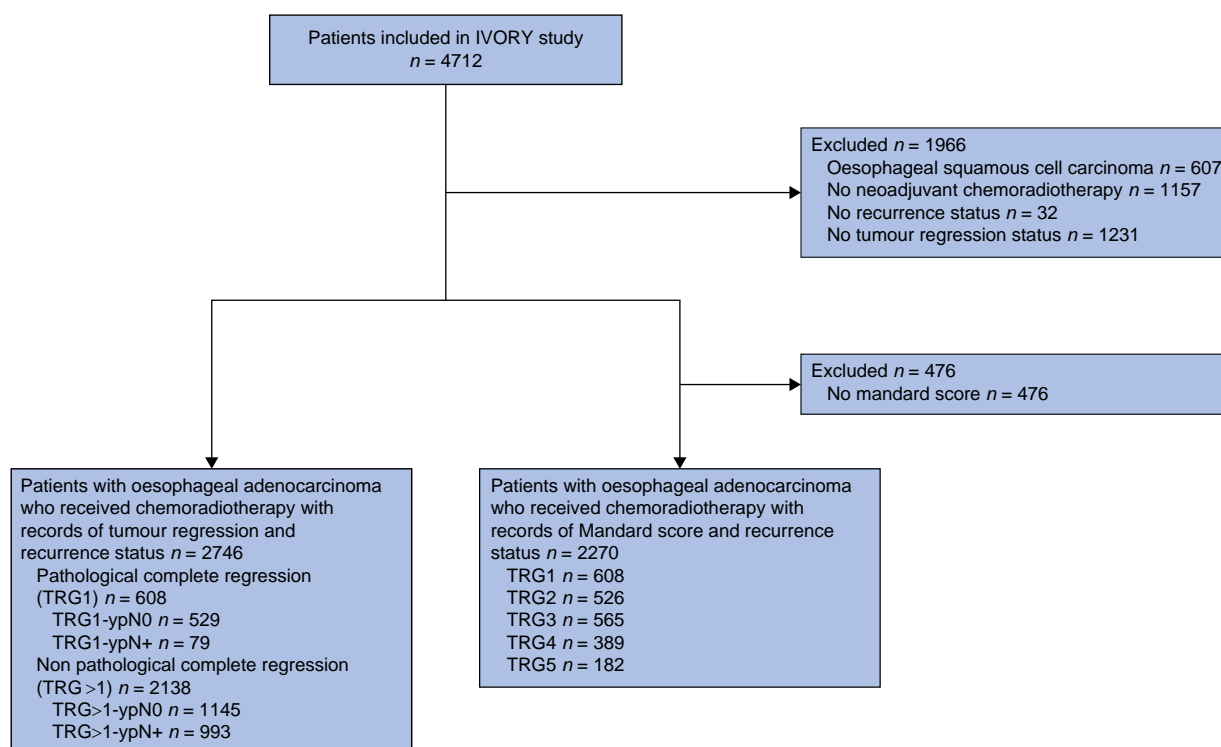 Patients included in IVORY study
n = 4712
Excluded n = 1966
Oesophageal squamous cell carcinoma n = 607
No neoadjuvant chemoradiotherapy n = 1157
No recurrence status n = 32
No tumour regression status n = 1231
Excluded n = 476
No mandard score n = 476
Patients with oesophageal adenocarcinoma
who received chemoradiotherapy with
records of tumour regression and
recurrence status n = 2746
Pathological complete regression
(TRG1) n = 608
TRG1-ypN0 n = 529
TRG1-ypN+ n = 79
Non pathological complete regression
(TRG >1) n = 2138
TRG>1-ypN0 n = 1145
TRG>1-ypN+ n = 993
Patients with oesophageal adenocarcinoma
who received chemoradiotherapy with
records of Mandard score and recurrence
status n = 2270
TRG1 n = 608
TRG2 n = 526
TRG3 n = 565
TRG4 n = 389
TRG5 n = 182